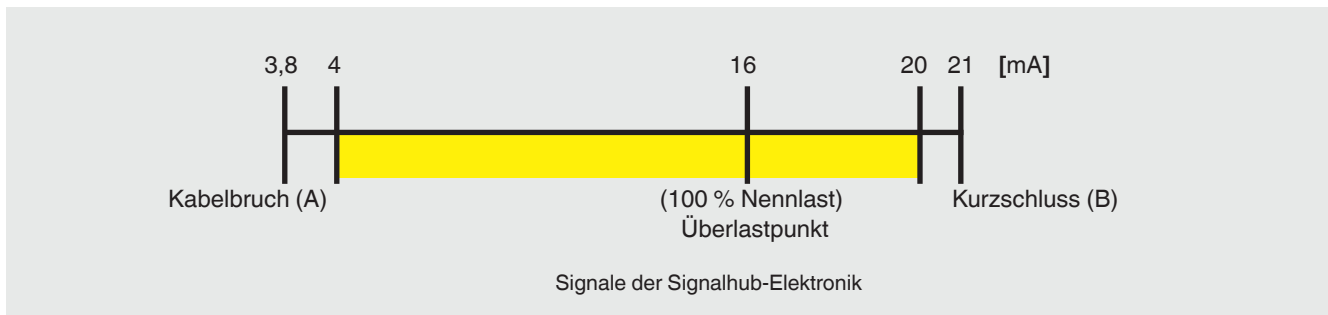 3,8 4 16 20 21 [mA]
Kabelbruch (A) (100 % Nennlast) Kurzschluss (B)
Überlastpunkt
Signale der Signalhub-Elektronik